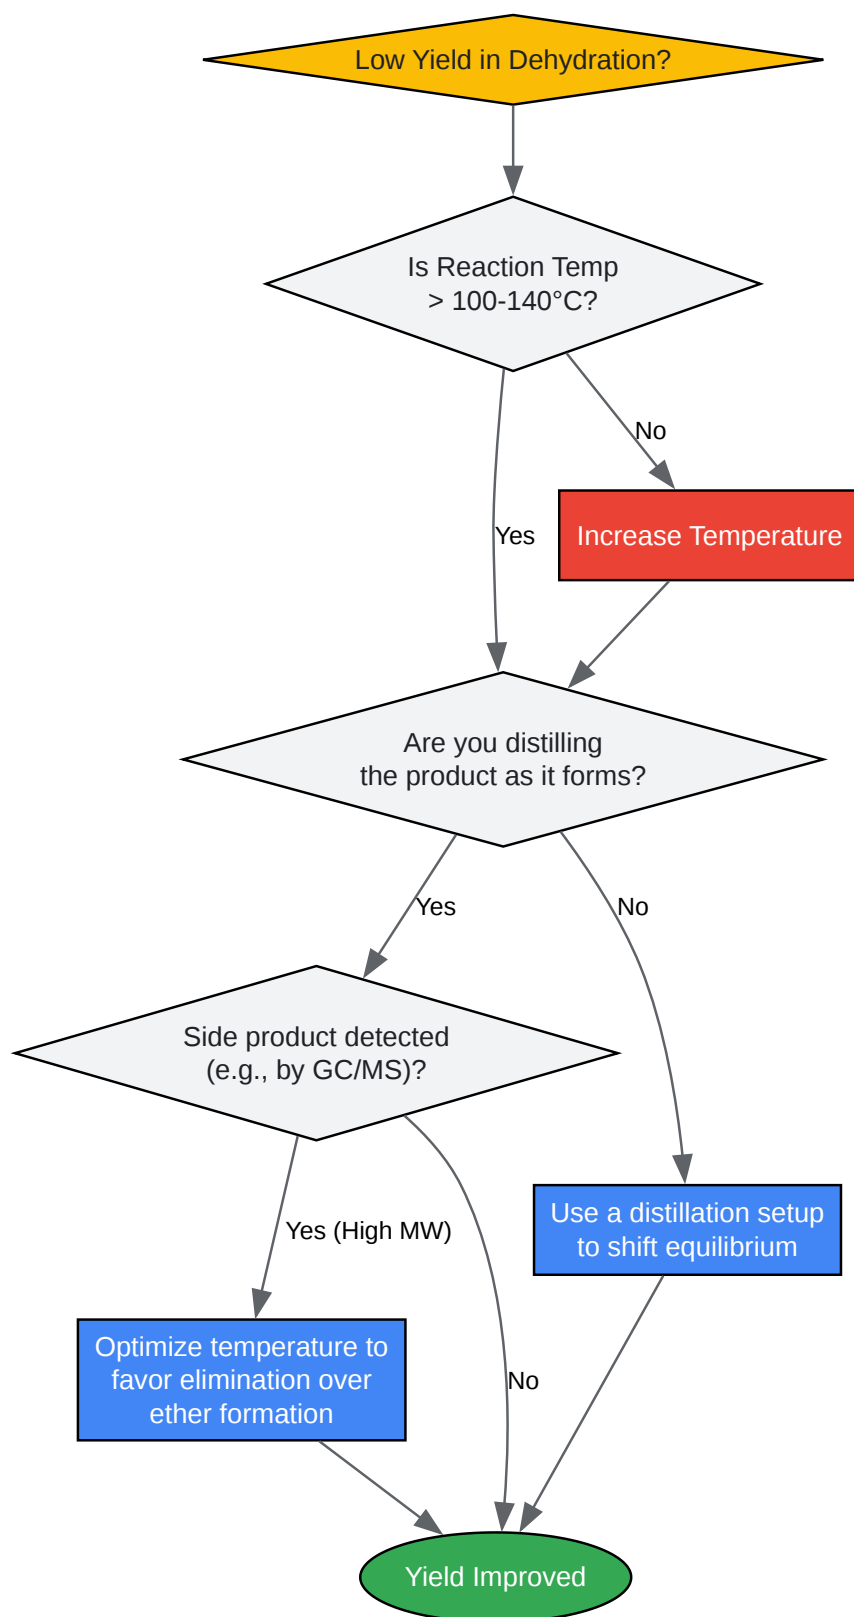 Low Yield in Dehydration?
Is Reaction Temp
> 100-140°C?
No
Yes
Increase Temperature
Are you distilling
the product as it forms?
Yes
No
Side product detected
(e.g., by GC/MS)?
Yes (High MW)
Use a distillation setup
to shift equilibrium
Optimize temperature to
favor elimination over
ether formation
No
Yield Improved